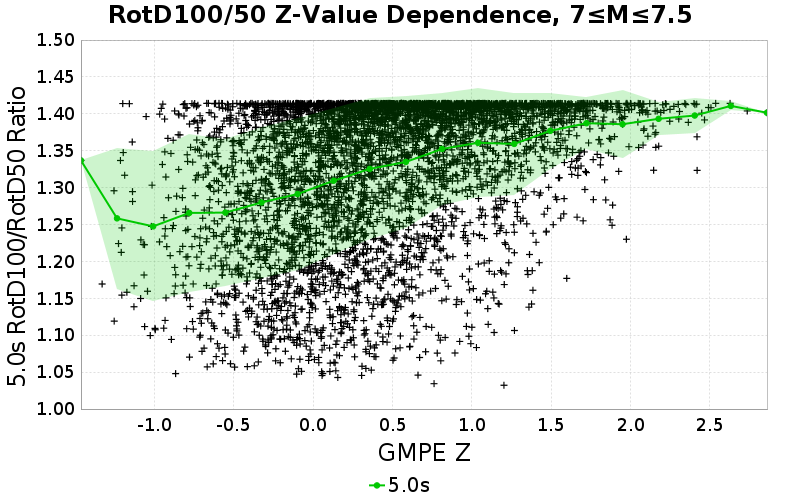 RotD100/50 Z-Value Dependence, 7≤M≤7.5
5.0s RotD100/RotD50 Ratio
1.50
1.45
1.40
1.35
1.30
1.25
1.20
1.15
1.10
1.05
1.00
-1.0 -0.5 0.0 0.5 1.0 1.5 2.0 2.5
GMPE Z
5.0s